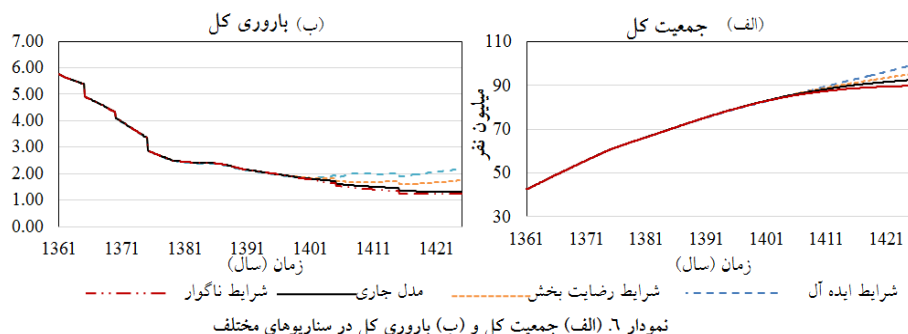 (الف) جمعیت کل
110
90
70
50
30
میلیون نفر
1361 1371 1381 1391 1401 1411 1421
زمان (سال)
(ب) باروری کل
7.00
6.00
5.00
4.00
3.00
2.00
1.00
0.00
1361 1371 1381 1391 1401 1411 1421
زمان (سال)
شرایط ایده آل
شرایط رضایت بخش
مدل جاری
شرایط ناگوار
نمودار ٦. (الف) جمعیت کل و (ب) باروری کل در سناریوهای مختلف